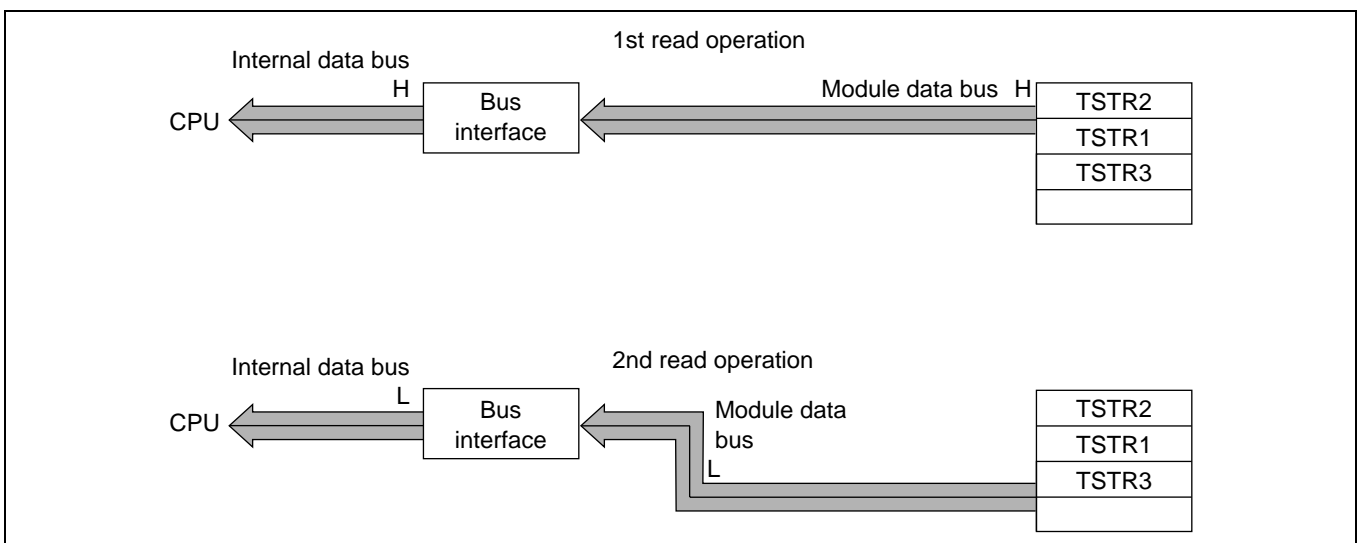 1st read operation
Internal data bus
H
Module data bus H
CPU
Bus
interface
TSTR2
TSTR1
TSTR3
2nd read operation
Internal data bus
L
Module data
bus
L
CPU
Bus
interface
TSTR2
TSTR1
TSTR3